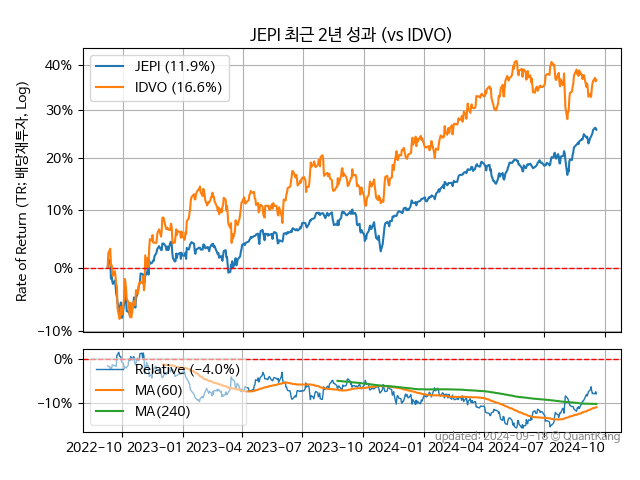 JEPI 최근 2년 성과 (vs IDVO)
Rate of Return (TR: 배당재투자, Log)
40%
30%
20%
10%
0%
−10%
JEPI (11.9%)
IDVO (16.6%)
0%
−10%
Relative (−4.0%)
MA(60)
MA(240)
2022−10 2023−01 2023−04 2023−07 2023−10 2024−01 2024−04 2024−07 2024−10
updated: 2024−09−18 © QuantKang